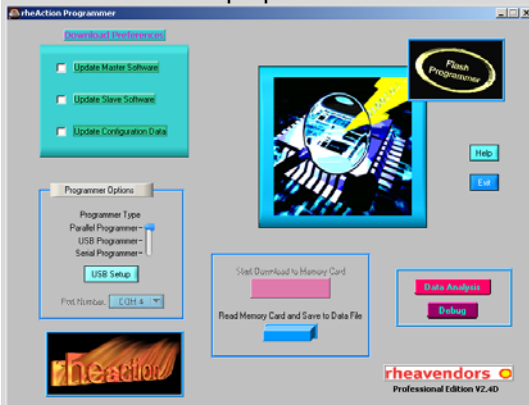 rheAction Programmer
Download Preferences
Update Master Software
Update Slave Software
Update Configuration Data
Flash
Programmer
Help
Exit
Programmer Options
Programmer Type
Parallel Programmer-
USB Programmer-
Serial Programmer-
USB Setup
Port Number
COM 4
Start Download to Memory Card
Read Memory Card and Save to Data File
Data Analysis
Debug
rheaction
rheavendors
Professional Edition V2.4D